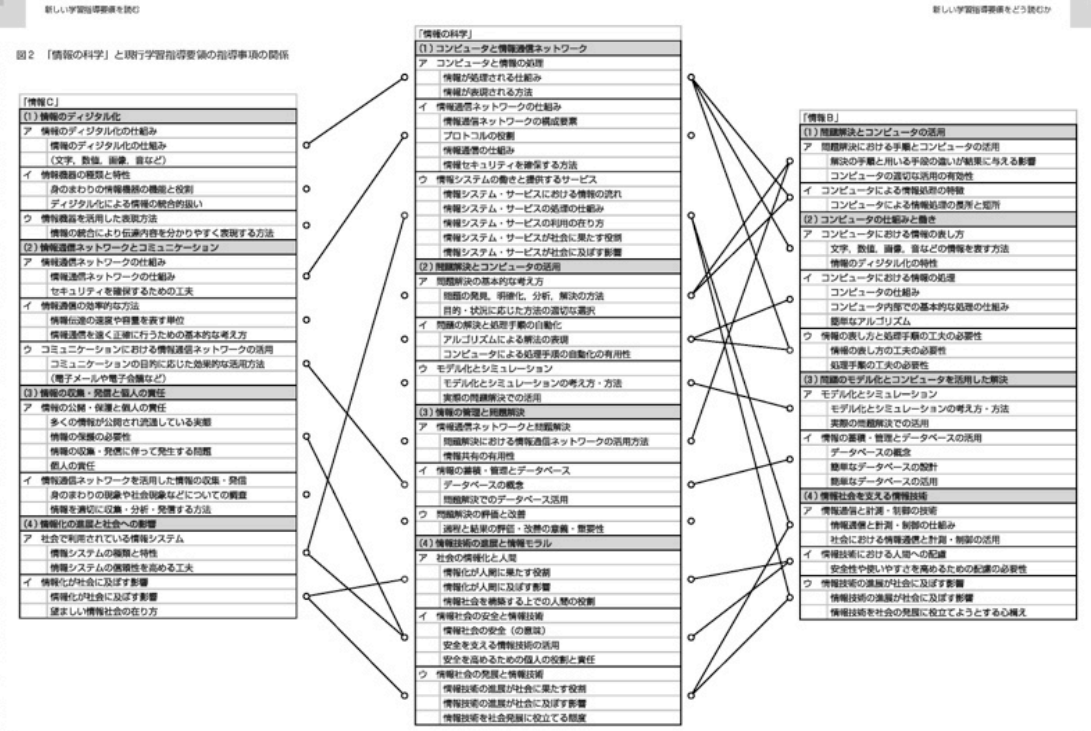 新しい学習指導要領を読む
新しい学習指導要領をどう読むか
図2 「情報の科学」と現行学習指導要領の指導事項の関係
「情報C」
(1)情報のディジタル化
ア 情報のディジタル化の仕組み
情報のディジタル化の仕組み
(文字，数値，画像，音など)
イ 情報機器の種類と特性
身のまわりの情報機器の機能と役割
ディジタル化による情報の統合的扱い
ウ 情報機器を活用した表現方法
情報の統合により伝達内容を分かりやすく表現する方法
(2)情報通信ネットワークとコミュニケーション
ア 情報通信ネットワークの仕組み
情報通信ネットワークの仕組み
セキュリティを確保するための工夫
イ 情報通信の効率的な方法
情報伝達の速度や容量を表す単位
情報通信を速く正確に行うための基本的な考え方
ウ コミュニケーションにおける情報通信ネットワークの活用
コミュニケーションの目的に応じた効果的な活用方法
(電子メールや電子会議など)
(3)情報の収集・発信と個人の責任
ア 情報の公開・保護と個人の責任
多くの情報が公開され流通している実態
情報の保護の必要性
情報の収集・発信に伴って発生する問題
個人の責任
イ 情報通信ネットワークを活用した情報の収集・発信
身のまわりの現象や社会現象などについての調査
情報を適切に収集・分析・発信する方法
(4)情報化の進展と社会への影響
ア 社会で利用されている情報システム
情報システムの種類と特性
情報システムの信頼性を高める工夫
イ 情報化が社会に及ぼす影響
情報化が社会に及ぼす影響
望ましい情報社会の在り方
「情報の科学」
(1)コンピュータと情報通信ネットワーク
ア コンピュータと情報の処理
情報が処理される仕組み
情報が表現される方法
イ 情報通信ネットワークの仕組み
情報通信ネットワークの構成要素
プロトコルの役割
情報通信の仕組み
情報セキュリティを確保する方法
ウ 情報システムの働きと提供するサービス
情報システム・サービスにおける情報の流れ
情報システム・サービスの処理の仕組み
情報システム・サービスの利用の在り方
情報システム・サービスが社会に果たす役割
情報システム・サービスが社会に及ぼす影響
(2)問題解決とコンピュータの活用
ア 問題解決の基本的な考え方
問題の発見，明確化，分析，解決の方法
目的・状況に応じた方法の適切な選択
イ 問題の解決と処理手順の自動化
アルゴリズムによる解法の表現
コンピュータによる処理手順の自動化の有用性
ウ モデル化とシミュレーション
モデル化とシミュレーションの考え方・方法
実際の問題解決での活用
(3)情報の管理と問題解決
ア 情報通信ネットワークと問題解決
問題解決における情報通信ネットワークの活用方法
情報共有の有用性
イ 情報の蓄積・管理とデータベース
データベースの概念
問題解決でのデータベース活用
ウ 問題解決の評価と改善
過程と結果の評価・改善の意義・重要性
(4)情報技術の進展と情報モラル
ア 社会の情報化と人間
情報化が人間に果たす役割
情報化が人間に及ぼす影響
情報社会を構築する上での人間の役割
イ 情報社会の安全と情報技術
情報社会の安全（の意味）
安全を支える情報技術の活用
安全を高めるための個人の役割と責任
ウ 情報社会の発展と情報技術
情報技術の進展が社会に果たす役割
情報技術の進展が社会に及ぼす影響
情報技術を社会発展に役立てる態度
「情報B」
(1)問題解決とコンピュータの活用
ア 問題解決における手順とコンピュータの活用
解決の手順と用いる手段の違いが結果に与える影響
コンピュータの適切な活用の有効性
イ コンピュータによる情報処理の特徴
コンピュータによる情報処理の長所と短所
(2)コンピュータの仕組みと働き
ア コンピュータにおける情報の表し方
文字，数値，画像，音などの情報を表す方法
情報のディジタル化の特性
イ コンピュータにおける情報の処理
コンピュータの仕組み
コンピュータ内部での基本的な処理の仕組み
簡単なアルゴリズム
ウ 情報の表し方と処理手順の工夫の必要性
情報の表し方の工夫の必要性
処理手順の工夫の必要性
(3)問題のモデル化とコンピュータを活用した解決
ア モデル化とシミュレーション
モデル化とシミュレーションの考え方・方法
実際の問題解決での活用
イ 情報の蓄積・管理とデータベースの活用
データベースの概念
簡単なデータベースの設計
簡単なデータベースの活用
(4)情報社会を支える情報技術
ア 情報通信と計測・制御の技術
情報通信と計測・制御の仕組み
社会における情報通信と計測・制御の活用
イ 情報技術における人間への配慮
安全性や使いやすさを高めるための配慮の必要性
ウ 情報技術の進展が社会に及ぼす影響
情報技術の進展が社会に及ぼす影響
情報技術を社会の発展に役立てようとする心構え